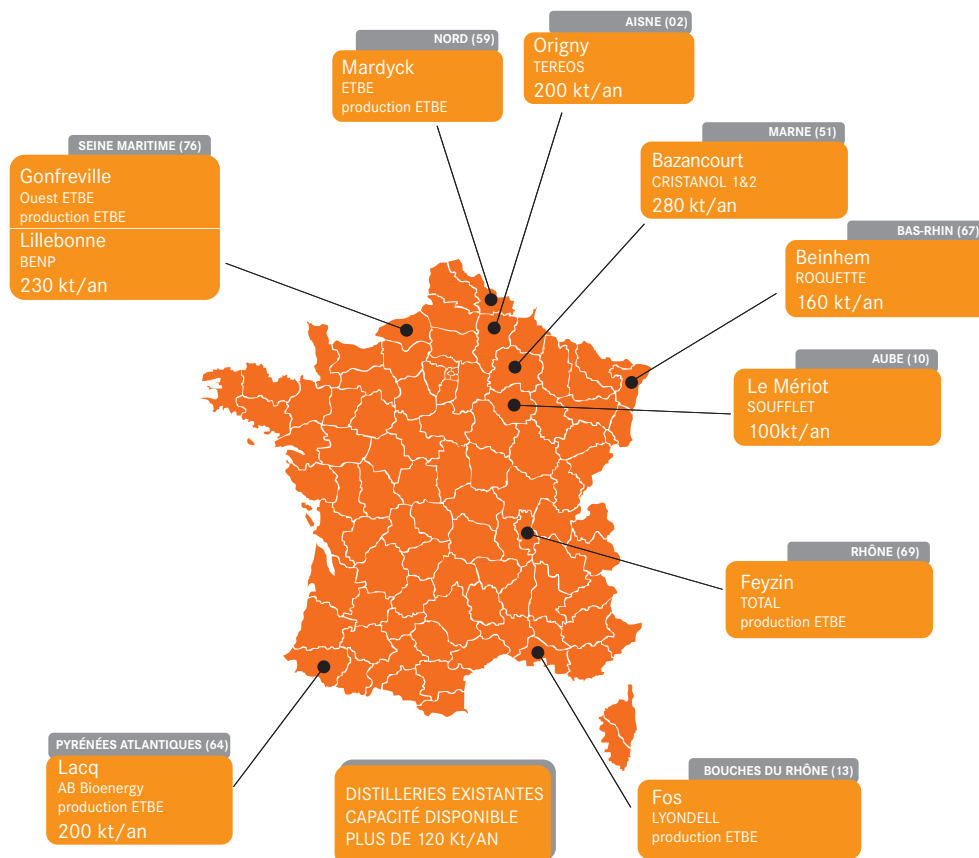 AISNE (02)
Origny
TEREOS
200 kt/an
NORD (59)
Mardyck
ETBE
production ETBE
MARNE (51)
Bazancourt
CRISTANOL 1&2
280 kt/an
SEINE MARITIME (76)
Gonfreville
Ouest ETBE
production ETBE
Lillebonne
BENP
230 kt/an
BAS-RHIN (67)
Beinhem
ROQUETTE
160 kt/an
AUBE (10)
Le Mériot
SOUFFLET
100kt/an
RHÔNE (69)
Feyzin
TOTAL
production ETBE
PYRÉNÉES ATLANTIQUES (64)
Lacq
AB Bioenergy
production ETBE
200 kt/an
DISTILLERIES EXISTANTES
CAPACITÉ DISPONIBLE
PLUS DE 120 Kt/AN
BOUCHES DU RHÔNE (13)
Fos
LYONDELL
production ETBE